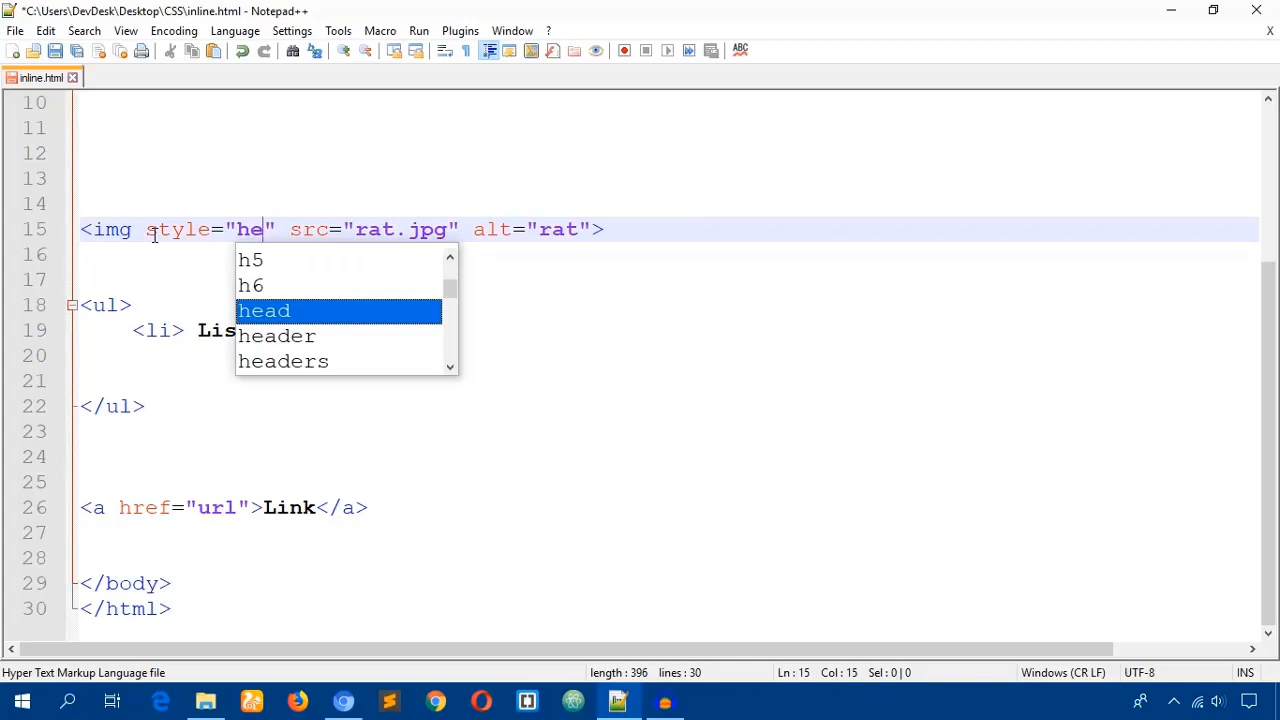 *C:\Users\DevDesk\Desktop\CSS\inline.html - Notepad++
File Edit Search View Encoding Language Settings Tools Macro Run Plugins Window ? X
ABC
inline.html
10
11
12
13
14
15 <img style="he" src="rat.jpg" alt="rat">
16
h5
17
h6
18 <ul>
head
19 <li> Lis
header
20
headers
21
22 </ul>
23
24
25
26 <a href="url">Link</a>
27
28
29 </body>
30 </html>
Hyper Text Markup Language file length : 396 lines : 30 Ln : 15 Col : 15 Sel : 0 | 0 Windows (CR LF) UTF-8 INS